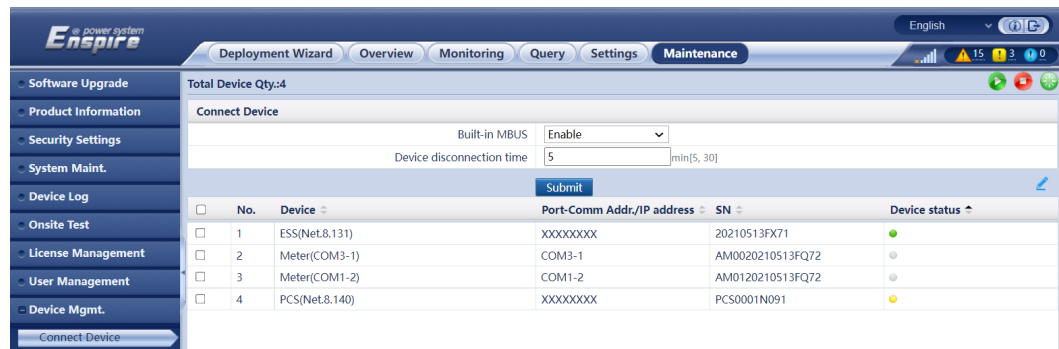 English
Enspire e power system
Deployment Wizard Overview Monitoring Query Settings Maintenance
15 3 0
Software Upgrade
Product Information
Security Settings
System Maint.
Device Log
Onsite Test
License Management
User Management
Device Mgmt.
Connect Device
Total Device Qty.:4
Connect Device
Built-in MBUS Enable
Device disconnection time 5 min[5, 30]
Submit
No. Device Port-Comm Addr./IP address SN Device status
1 ESS(Net.8.131) XXXXXXXX 20210513FX71
2 Meter(COM3-1) COM3-1 AM0020210513FQ72
3 Meter(COM1-2) COM1-2 AM0120210513FQ72
4 PCS(Net.8.140) XXXXXXXX PCS0001N091